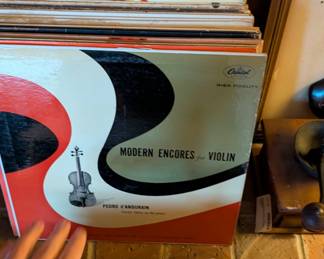 Capitol
HIGH FIDELITY
MODERN ENCORES for VIOLIN
PEDRO d'ANDURAIN